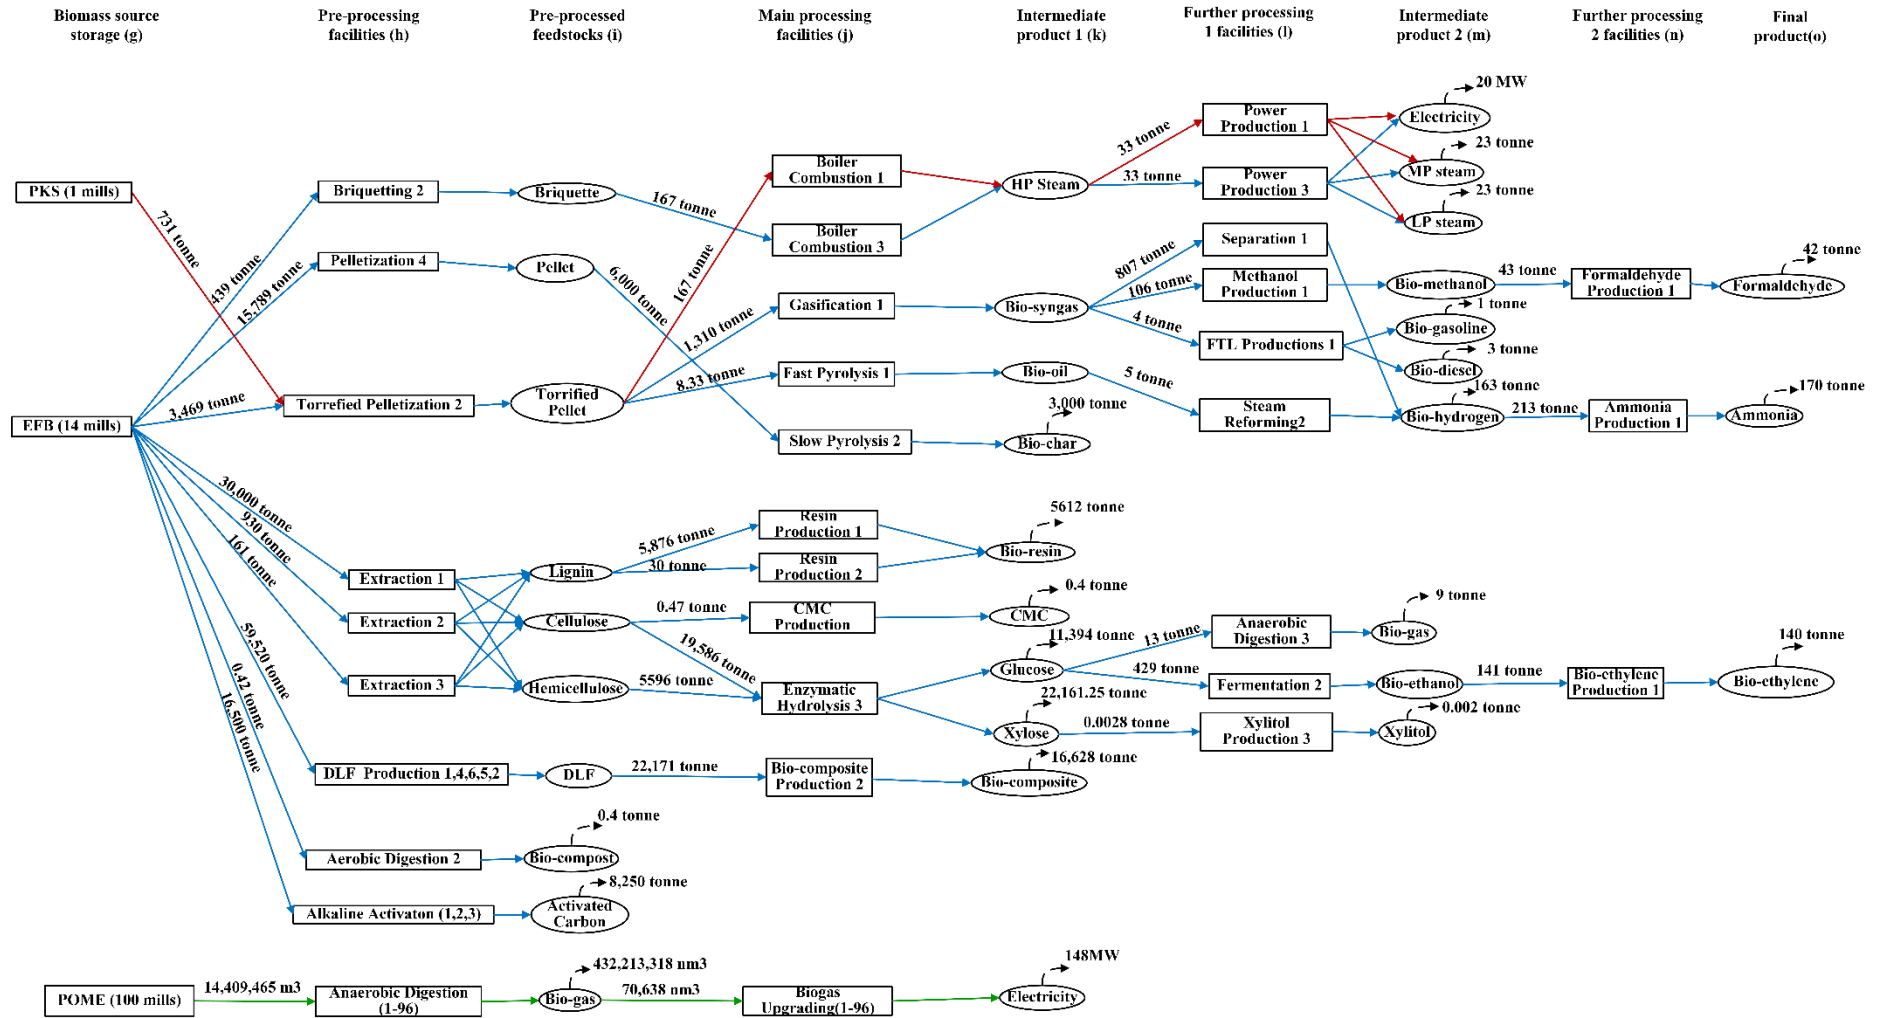 Biomass source
storage (g)
Pre-processing
facilities (h)
Pre-processed
feedstocks (i)
Main processing
facilities (j)
Intermediate
product 1 (k)
Further processing
1 facilities (l)
Intermediate
product 2 (m)
Further processing
2 facilities (n)
Final
product(o)
PKS (1 mills)
731 tonne
EFB (14 mills)
439 tonne
15,789 tonne
3,469 tonne
30,000 tonne
930 tonne
161 tonne
59,520 tonne
0.42 tonne
16,500 tonne
Briquetting 2
Briquette
167 tonne
Pelletization 4
Pellet
6,000 tonne
Torrefied Pelletization 2
Torrified
Pellet
167 tonne
1,310 tonne
8.33 tonne
Boiler
Combustion 1
Boiler
Combustion 3
HP Steam
33 tonne
33 tonne
Power
Production 1
Power
Production 3
20 MW
Electricity
23 tonne
MP steam
23 tonne
LP steam
Gasification 1
Bio-syngas
807 tonne
106 tonne
4 tonne
Separation 1
Methanol
Production 1
Bio-methanol
43 tonne
Formaldehyde
Production 1
42 tonne
Formaldchydc
FTL Productions 1
1 tonne
Bio-gasoline
3 tonne
Bio-diesel
Fast Pyrolysis 1
Bio-oil
5 tonne
Steam
Reforming2
163 tonne
Bio-hydrogen
213 tonne
Ammonia
Production 1
170 tonne
Ammonia
Slow Pyrolysis 2
3,000 tonne
Bio-char
Extraction 1
Extraction 2
Extraction 3
Lignin
5,876 tonne
30 tonne
Resin
Production 1
Resin
Production 2
5612 tonne
Bio-resin
Cellulose
0.47 tonne
19,586 tonne
CMC
Production
0.4 tonne
CMC
Hemicellulose
5596 tonne
Enzymatic
Hydrolysis 3
11,394 tonne
Glucose
13 tonne
429 tonne
Anaerobic
Digestion 3
9 tonne
Bio-gas
Fermentation 2
Bio-ethanol
141 tonne
Bio-ethylene
Production 1
140 tonne
Bio-ethylene
22,161.25 tonne
Xylose
0.0028 tonne
Xylitol
Production 3
0.002 tonne
Xylitol
DLF  Production 1,4,6,5,2
DLF
22,171 tonne
Bio-composite
Production 2
16,628 tonne
Bio-composite
Aerobic Digestion 2
0.4 tonne
Bio-compost
Alkaline Activaton (1,2,3)
8,250 tonne
Activated
Carbon
POME (100 mills)
14,409,465 m3
Anaerobic Digestion
(1-96)
432,213,318 nm3
Bio-gas
70,638 nm3
Biogas
Upgrading(1-96)
148MW
Electricity